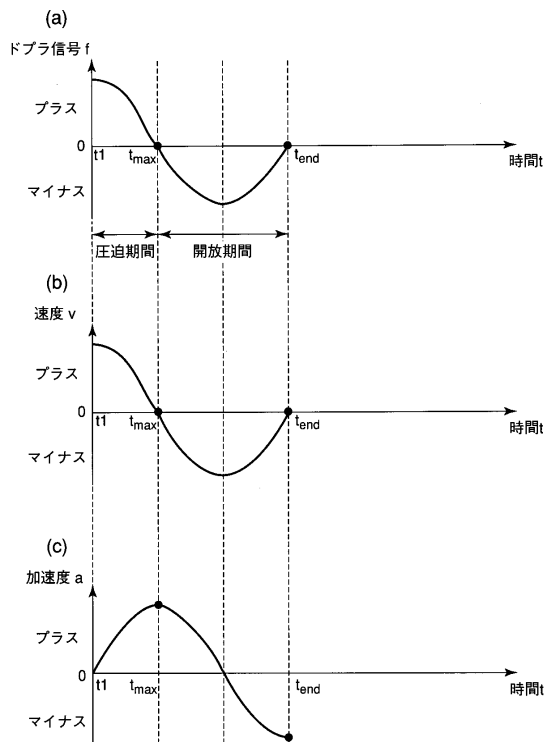 (a)
ドプラ信号 f
プラス
0
t1
tmax
tend
時間t
マイナス
圧迫期間
開放期間
(b)
速度 v
プラス
0
t1
tmax
tend
時間t
マイナス
(c)
加速度 a
プラス
0
t1
tmax
tend
時間t
マイナス